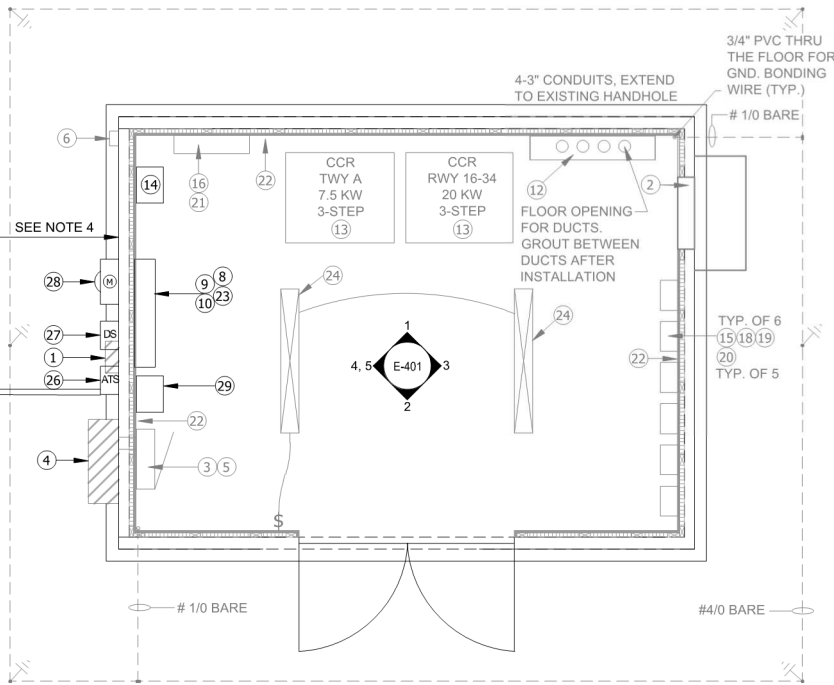 3/4" PVC THRU
THE FLOOR FOR
GND. BONDING
WIRE (TYP.)
4-3" CONDUITS, EXTEND
TO EXISTING HANDHOLE
# 1/0 BARE
6
14
16
21
22
CCR
TWY A
7.5 KW
3-STEP
13
CCR
RWY 16-34
20 KW
3-STEP
13
12
2
FLOOR OPENING
FOR DUCTS.
GROUT BETWEEN
DUCTS AFTER
INSTALLATION
SEE NOTE 4
28
M
9 8
10 23
24
24
27
DS
1
26
ATS
29
1
4, 5
E-401
3
2
22
TYP. OF 6
15 18 19
20
TYP. OF 5
22
4
3 5
S
# 1/0 BARE
#4/0 BARE